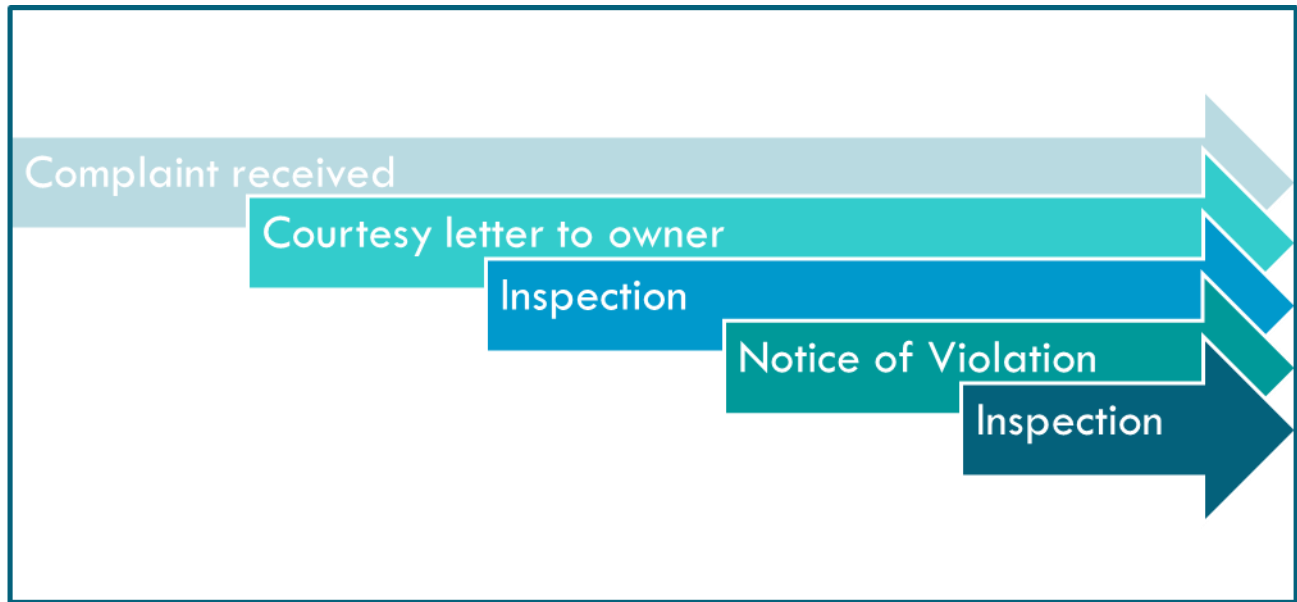 Complaint received
Courtesy letter to owner
Inspection
Notice of Violation
Inspection